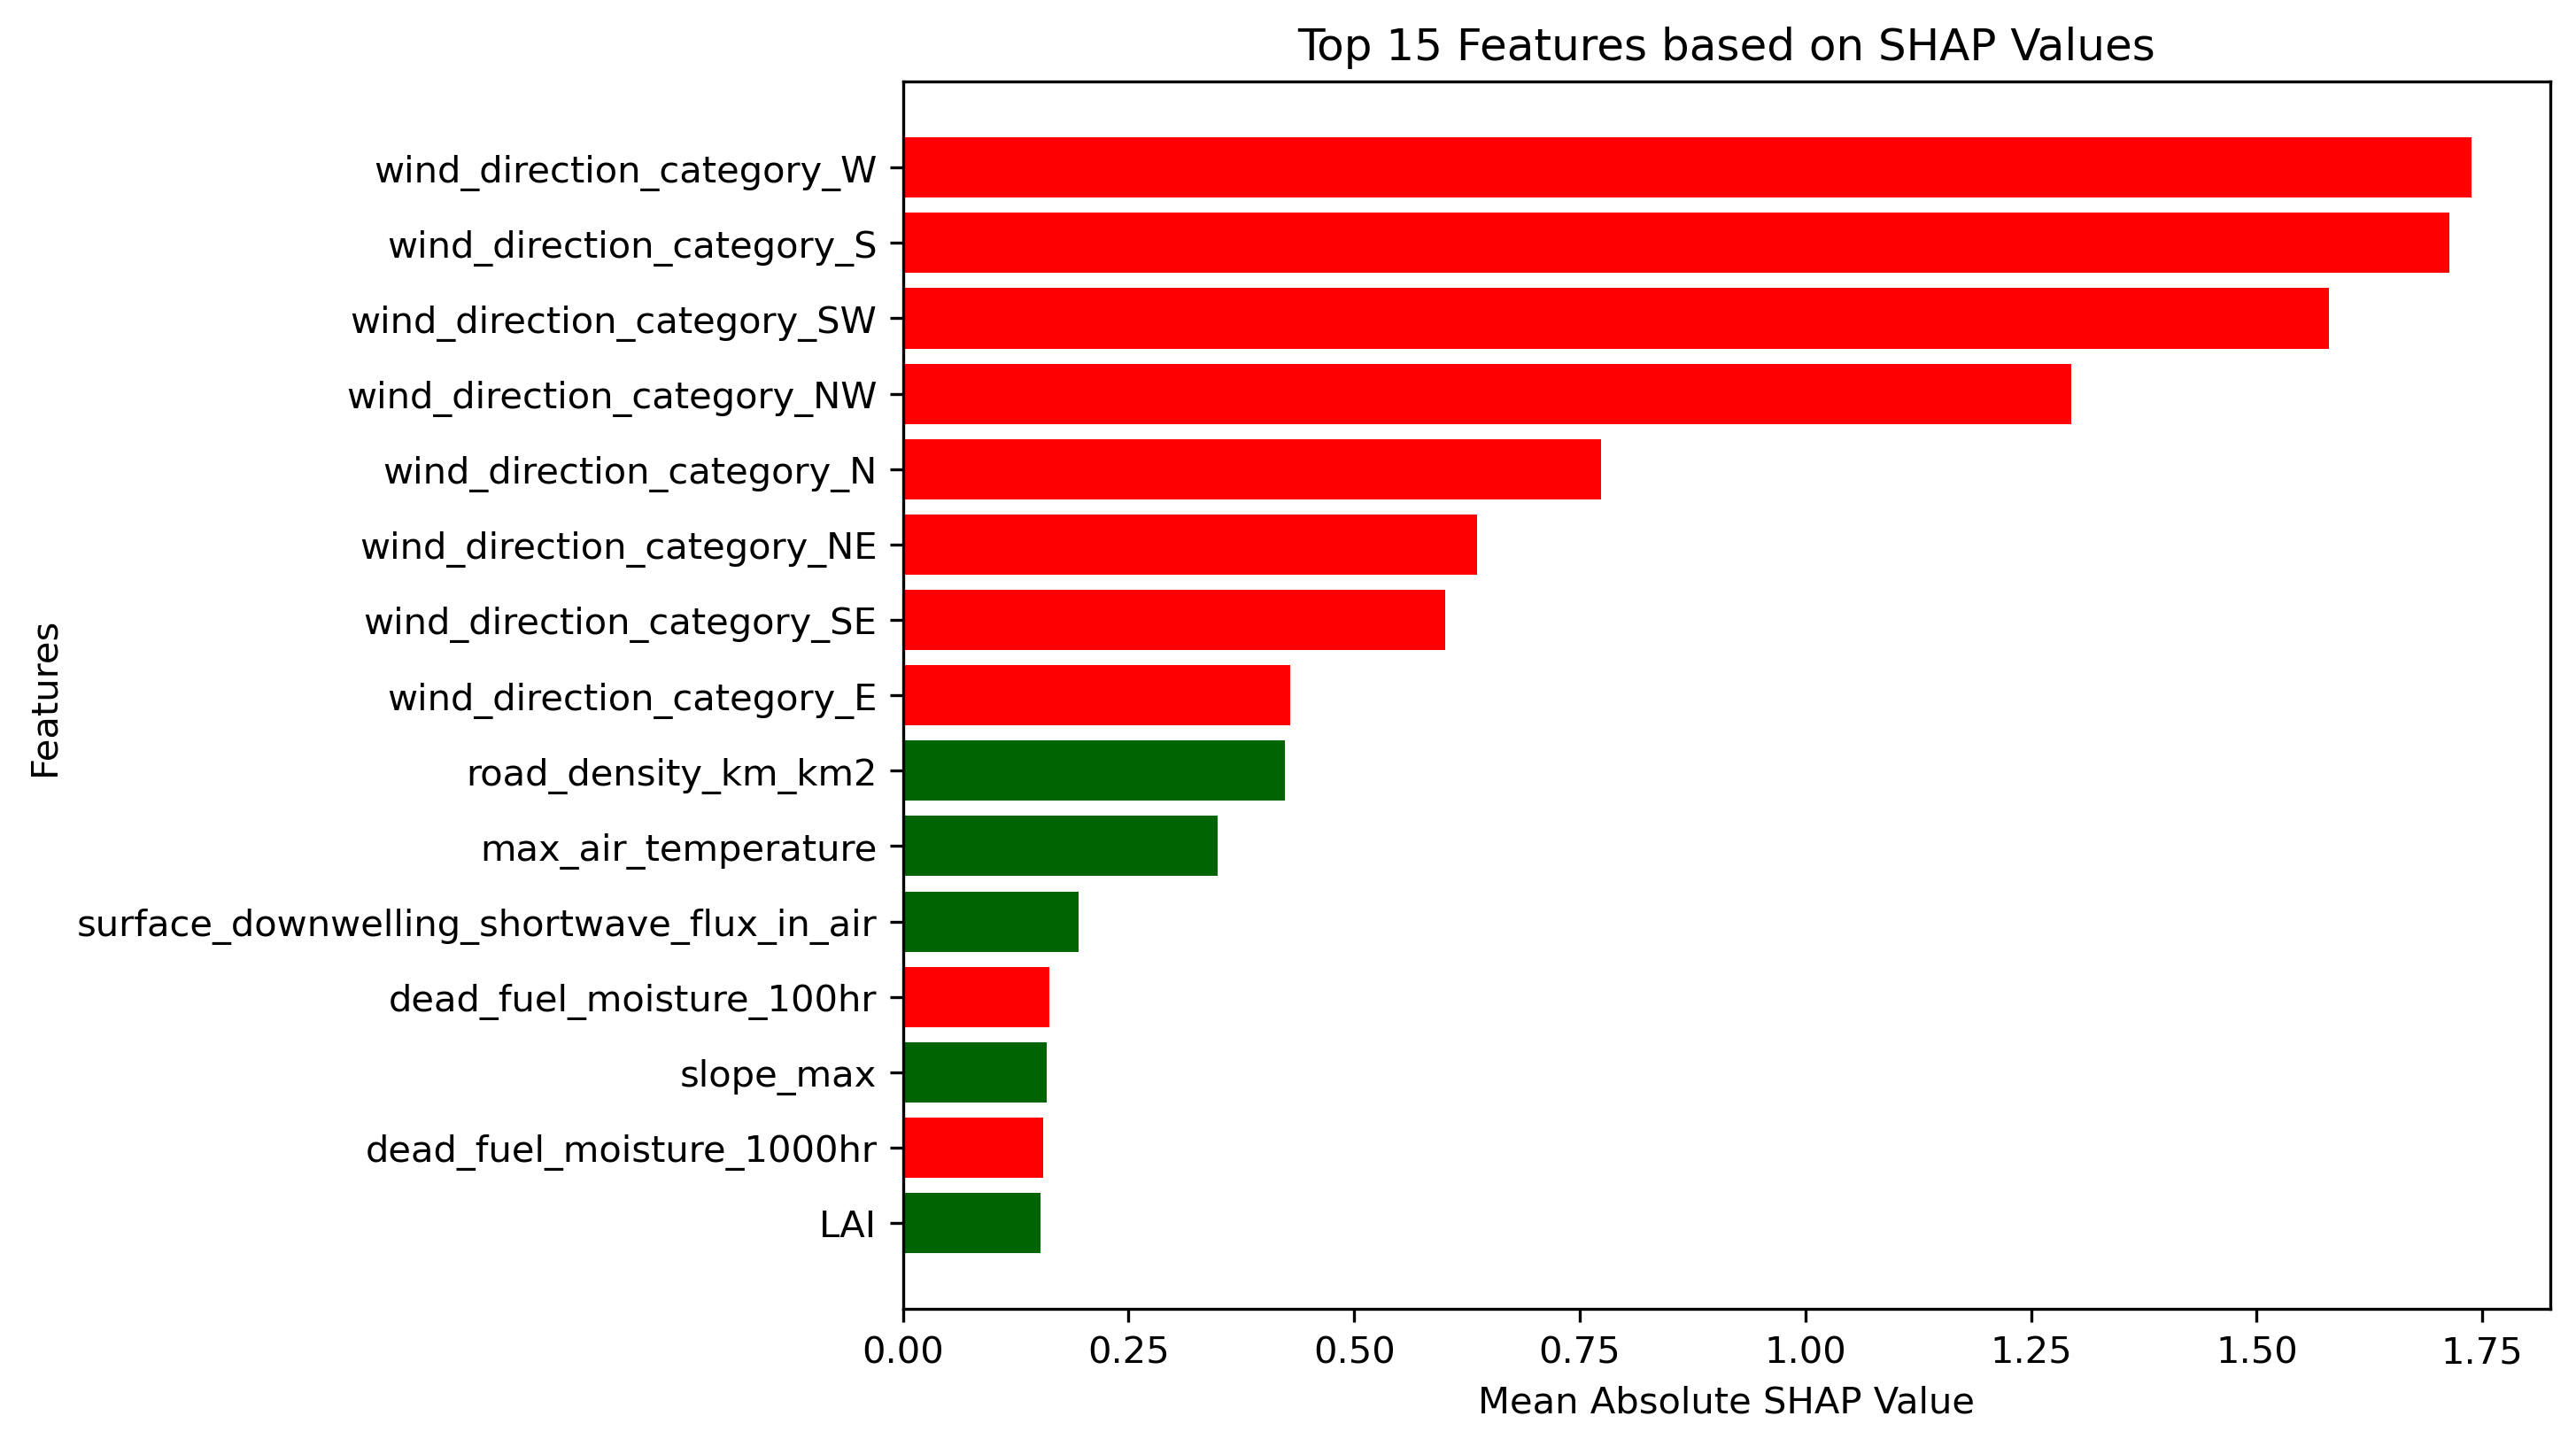 Top 15 Features based on SHAP Values
wind_direction_category_W
wind_direction_category_S
wind_direction_category_SW
wind_direction_category_NW
wind_direction_category_N
wind_direction_category_NE
wind_direction_category_SE
wind_direction_category_E
road_density_km_km2
max_air_temperature
surface_downwelling_shortwave_flux_in_air
dead_fuel_moisture_100hr
slope_max
dead_fuel_moisture_1000hr
LAI
Features
0.00 0.25 0.50 0.75 1.00 1.25 1.50 1.75
Mean Absolute SHAP Value